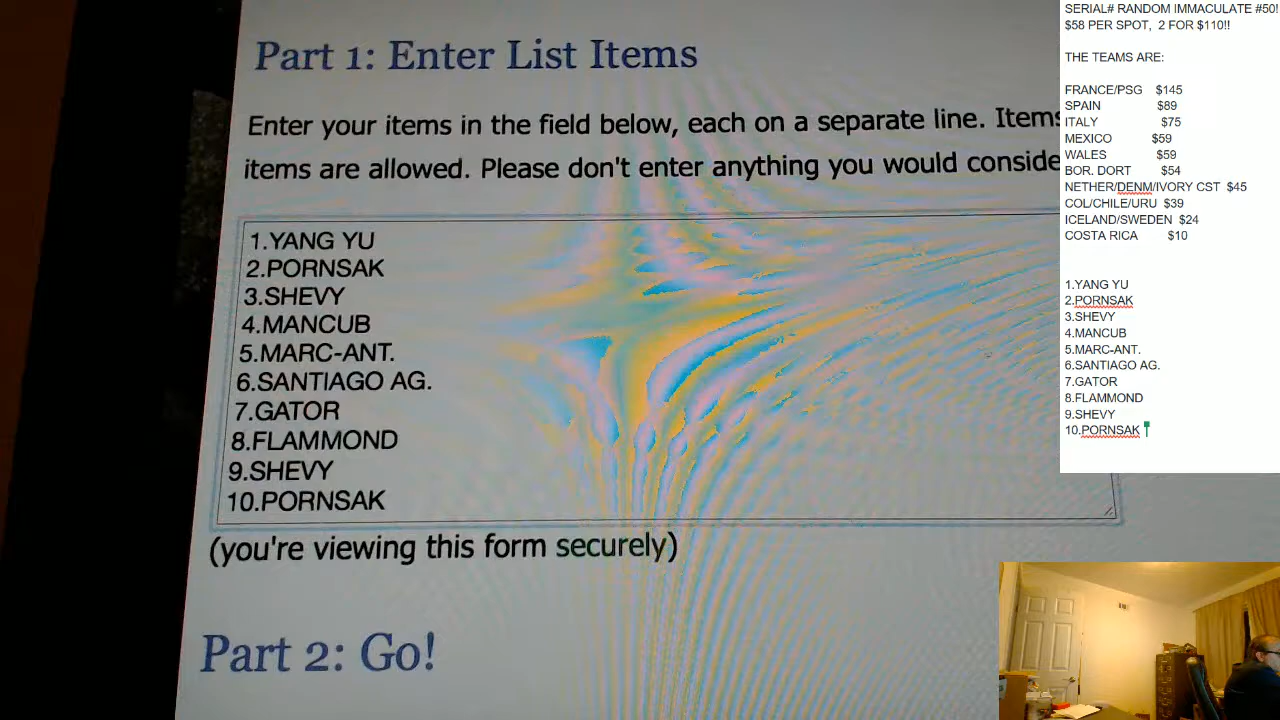 Part 1: Enter List Items
Enter your items in the field below, each on a separate line. Items
items are allowed. Please don't enter anything you would conside
1.YANG YU
2.PORNSAK
3.SHEVY
4.MANCUB
5.MARC-ANT.
6.SANTIAGO AG.
7.GATOR
8.FLAMMOND
9.SHEVY
10.PORNSAK
(you're viewing this form securely)
Part 2: Go!
SERIAL# RANDOM IMMACULATE #50!
$58 PER SPOT, 2 FOR $110!!
THE TEAMS ARE:
FRANCE/PSG $145
SPAIN $89
ITALY $75
MEXICO $59
WALES $59
BOR. DORT $54
NETHER/DENM/IVORY CST $45
COL/CHILE/URU $39
ICELAND/SWEDEN $24
COSTA RICA $10
1.YANG YU
2.PORNSAK
3.SHEVY
4.MANCUB
5.MARC-ANT.
6.SANTIAGO AG.
7.GATOR
8.FLAMMOND
9.SHEVY
10.PORNSAK